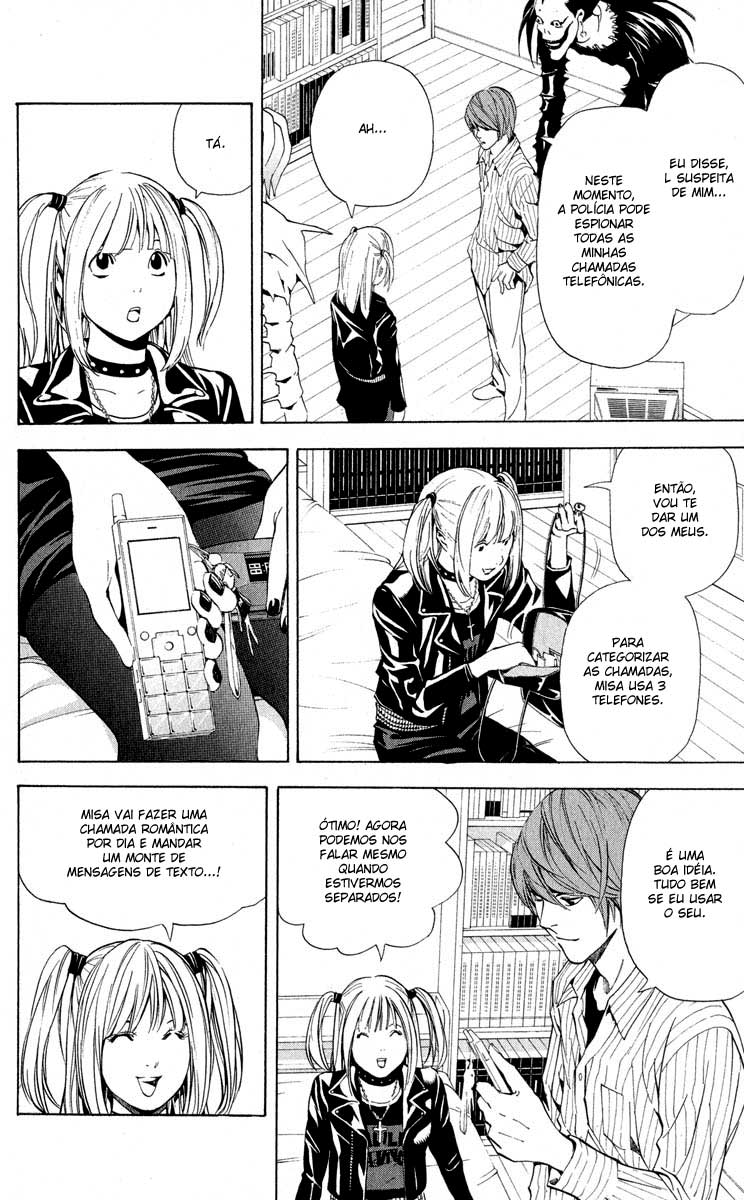 EU DISSE,
L SUSPEITA
DE MIM...
NESTE
MOMENTO,
A POLÍCIA PODE
ESPIONAR
TODAS AS
MINHAS
CHAMADAS
TELEFÔNICAS.
AH...
TÁ.
ENTÃO,
VOU TE
DAR UM
DOS MEUS.
PARA
CATEGORIZAR
AS CHAMADAS,
MISA USA 3
TELEFONES.
É UMA
BOA IDÉIA.
TUDO BEM
SE EU USAR
O SEU.
ÓTIMO! AGORA
PODEMOS NOS
FALAR MESMO
QUANDO
ESTIVERMOS
SEPARADOS!
MISA VAI FAZER UMA
CHAMADA ROMÂNTICA
POR DIA E MANDAR
UM MONTE DE
MENSAGENS DE TEXTO...!